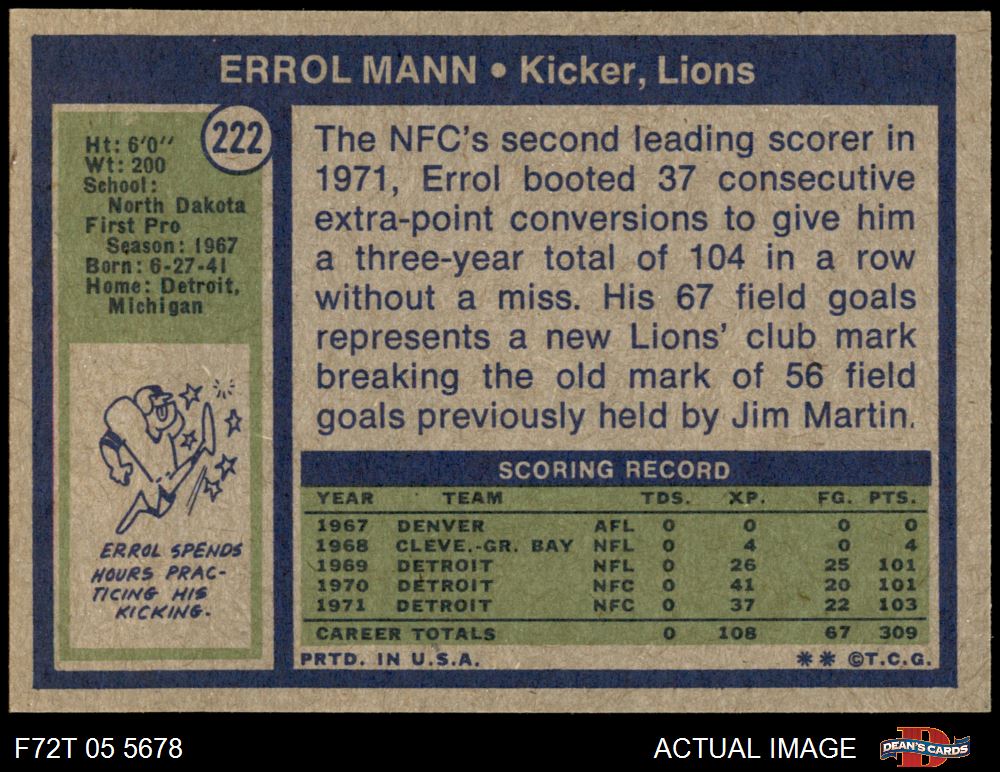 ERROL MANN • Kicker, Lions
222
Ht: 6'0''
Wt: 200
School:
North Dakota
First Pro
Season: 1967
Born: 6-27-41
Home: Detroit,
Michigan
ERROL SPENDS
HOURS PRAC-
TICING HIS
KICKING.
The NFC's second leading scorer in
1971, Errol booted 37 consecutive
extra-point conversions to give him
a three-year total of 104 in a row
without a miss. His 67 field goals
represents a new Lions' club mark
breaking the old mark of 56 field
goals previously held by Jim Martin.
SCORING RECORD
YEAR TEAM TDS. XP. FG. PTS.
1967 DENVER AFL 0 0 0 0
1968 CLEVE.-GR. BAY NFL 0 4 0 4
1969 DETROIT NFL 0 26 25 101
1970 DETROIT NFC 0 41 20 101
1971 DETROIT NFC 0 37 22 103
CAREER TOTALS 0 108 67 309
PRTD. IN U.S.A. ** ©T.C.G.
F72T 05 5678
ACTUAL IMAGE
D
DEAN'S CARDS